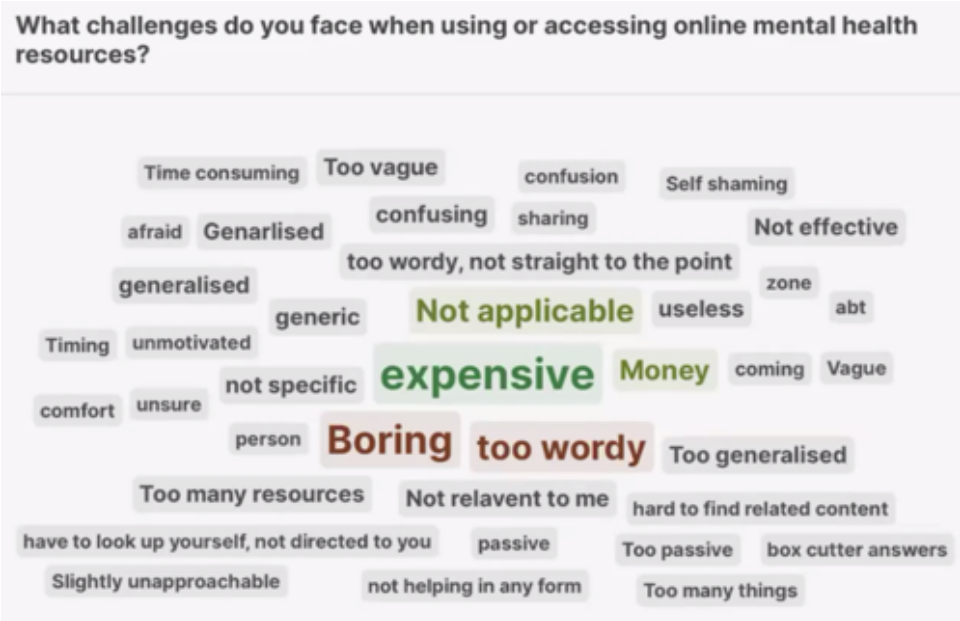 What challenges do you face when using or accessing online mental health
resources?
Time consuming
Too vague
confusion
Self shaming
afraid
Genarlised
confusing
sharing
Not effective
too wordy, not straight to the point
generalised
zone
generic
Not applicable
useless
abt
Timing
unmotivated
not specific
expensive
Money
coming
Vague
comfort
unsure
person
Boring
too wordy
Too generalised
Too many resources
Not relavent to me
hard to find related content
have to look up yourself, not directed to you
passive
Too passive
box cutter answers
Slightly unapproachable
not helping in any form
Too many things